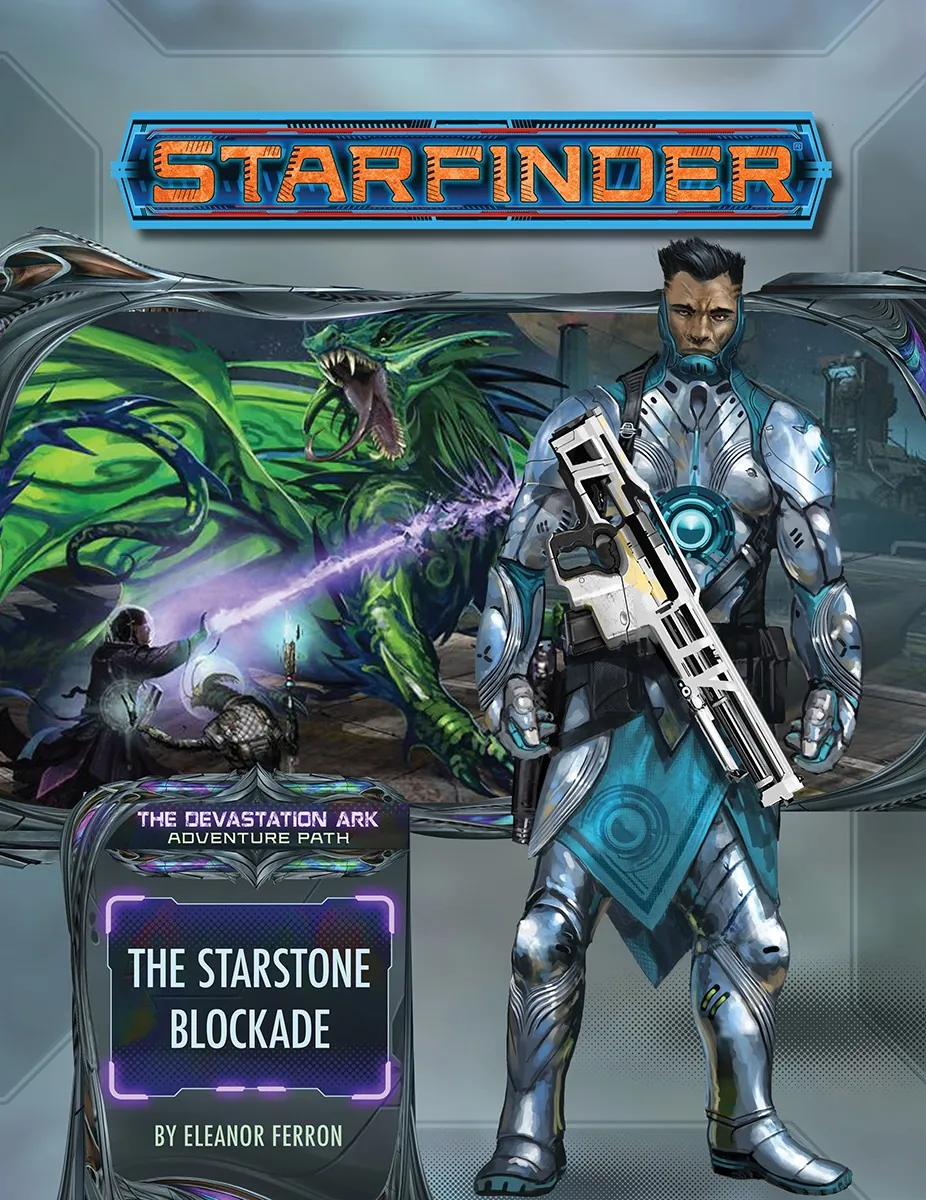 STARFINDER®
THE DEVASTATION ARK
ADVENTURE PATH
THE STARSTONE
BLOCKADE
BY ELEANOR FERRON